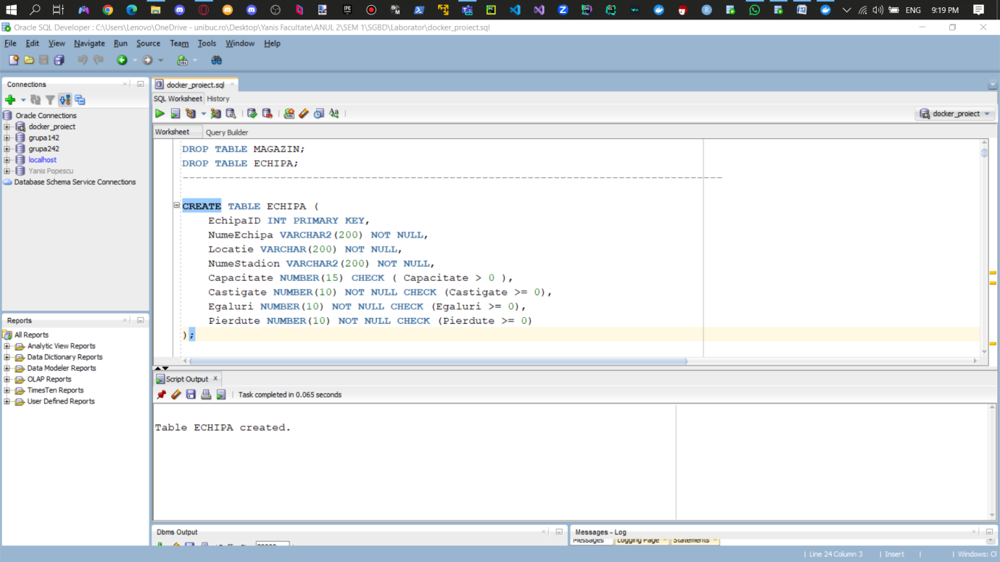 ENG
9:19 PM
Oracle SQL Developer : C:\Users\Lenovo\OneDrive - unibuc.ro\Desktop\Yanis Facultate\ANUL 2\SEM 1\SGBD\Laborator\docker_proiect.sql
File Edit View Navigate Run Source Team Tools Window Help
Connections
Oracle Connections
docker_proiect
grupa142
grupa242
localhost
Yanis Popescu
Database Schema Service Connections
Reports
All Reports
Analytic View Reports
Data Dictionary Reports
Data Modeler Reports
OLAP Reports
TimesTen Reports
User Defined Reports
docker_proiect.sql
SQL Worksheet History
docker_proiect
Worksheet Query Builder
DROP TABLE MAGAZIN;
DROP TABLE ECHIPA;
CREATE TABLE ECHIPA (
EchipaID INT PRIMARY KEY,
NumeEchipa VARCHAR2(200) NOT NULL,
Locatie VARCHAR(200) NOT NULL,
NumeStadion VARCHAR2(200) NOT NULL,
Capacitate NUMBER(15) CHECK ( Capacitate > 0 ),
Castigate NUMBER(10) NOT NULL CHECK (Castigate >= 0),
Egaluri NUMBER(10) NOT NULL CHECK (Egaluri >= 0),
Pierdute NUMBER(10) NOT NULL CHECK (Pierdute >= 0)
);
Script Output
Task completed in 0.065 seconds
Table ECHIPA created.
Dbms Output
Messages - Log
Messages Logging Page Statements
Line 24 Column 3 Insert Windows: C